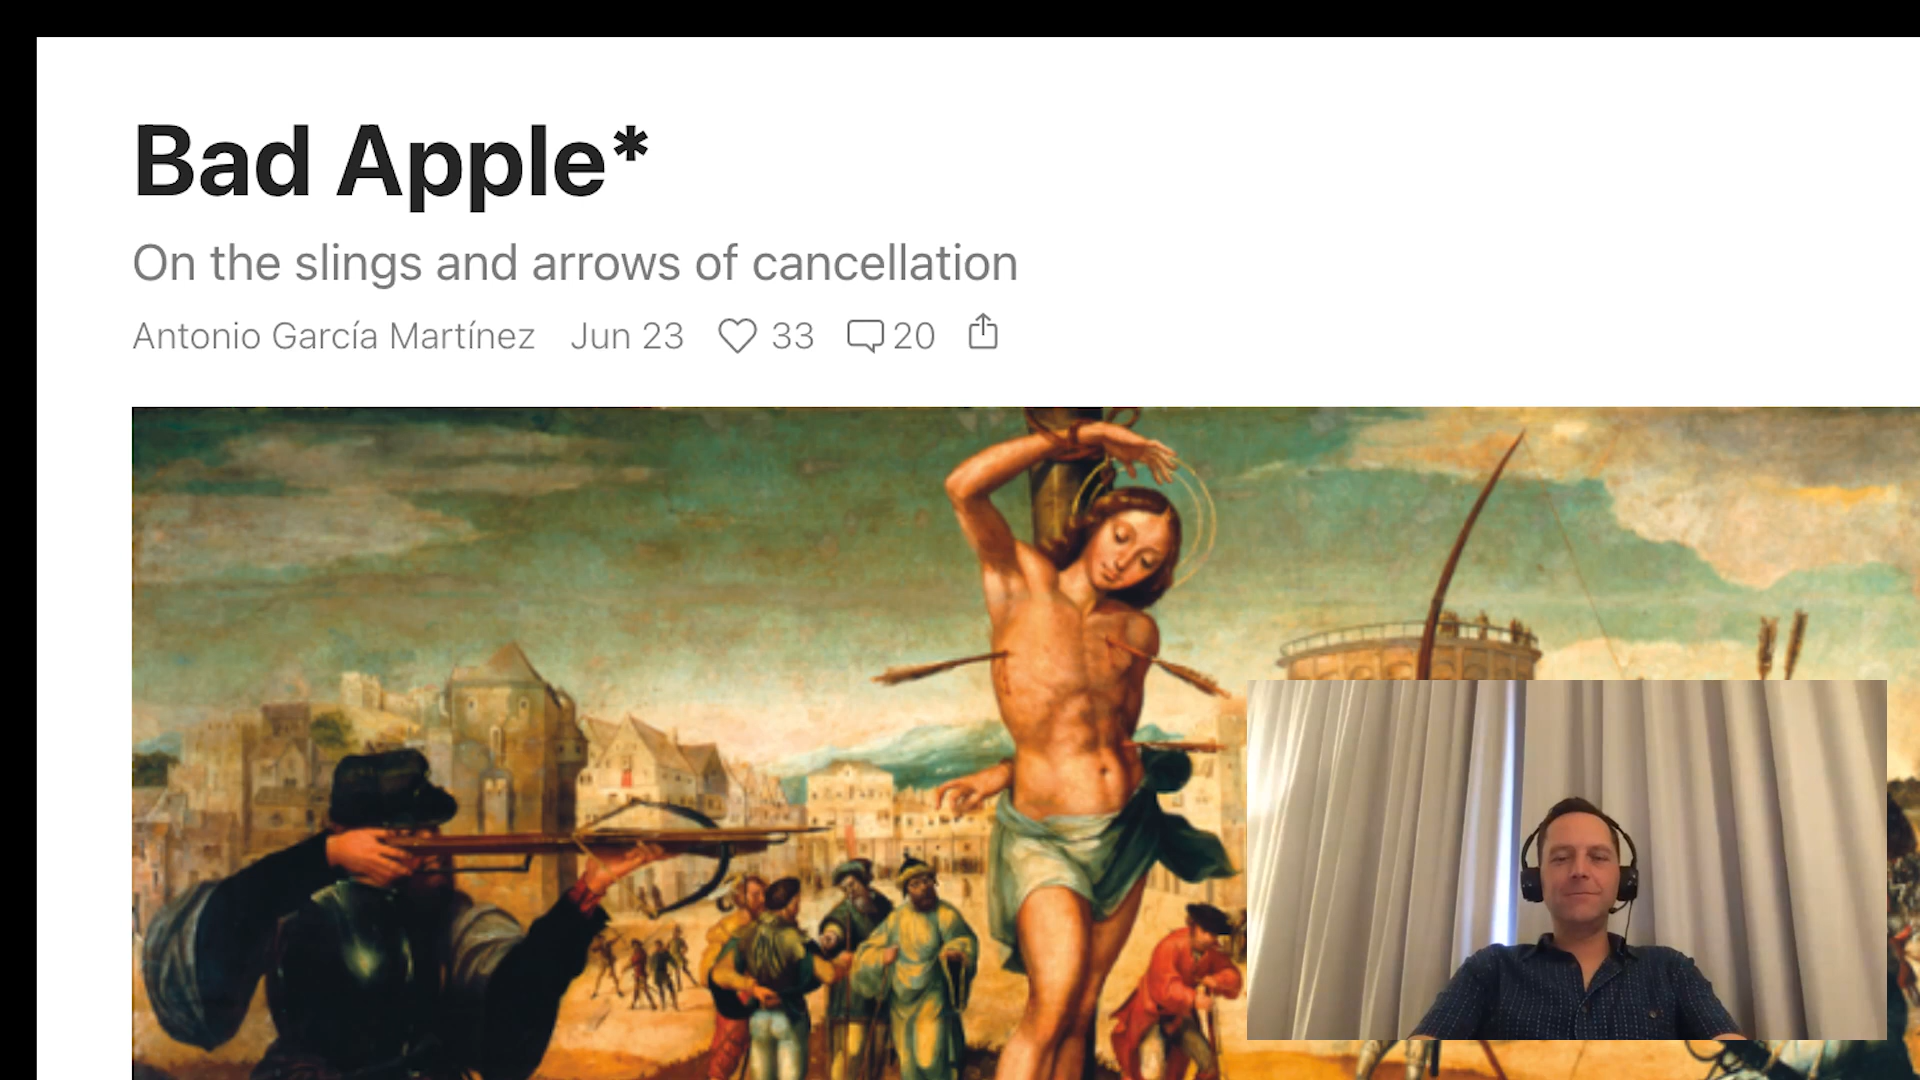 Bad Apple*
On the slings and arrows of cancellation
Antonio García Martínez Jun 23 33 20